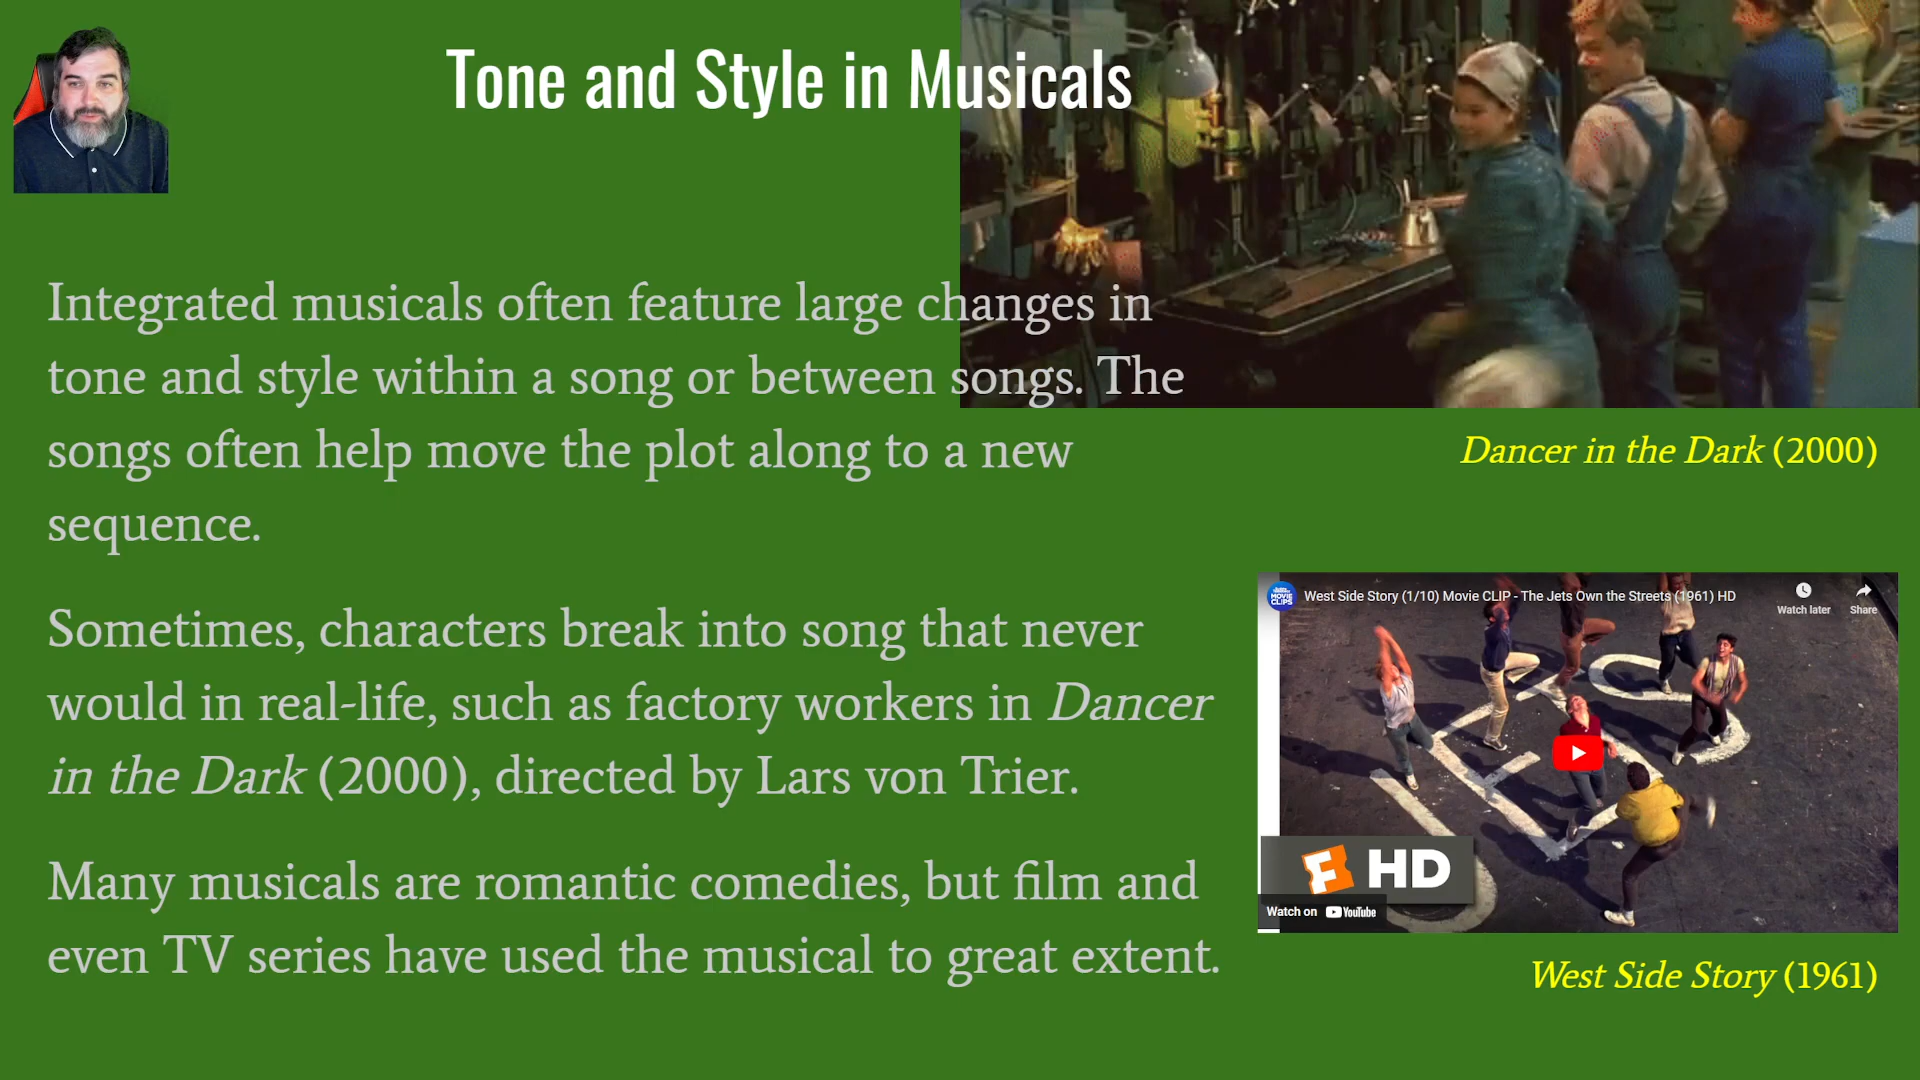 Tone and Style in Musicals
Integrated musicals often feature large changes in
tone and style within a song or between songs. The
songs often help move the plot along to a new
sequence.
Sometimes, characters break into song that never
would in real-life, such as factory workers in Dancer
in the Dark (2000), directed by Lars von Trier.
Many musicals are romantic comedies, but film and
even TV series have used the musical to great extent.
Dancer in the Dark (2000)
MOVIE
CLIPS
West Side Story (1/10) Movie CLIP - The Jets Own the Streets (1961) HD
Watch later
Share
JETS
F HD
Watch on YouTube
West Side Story (1961)